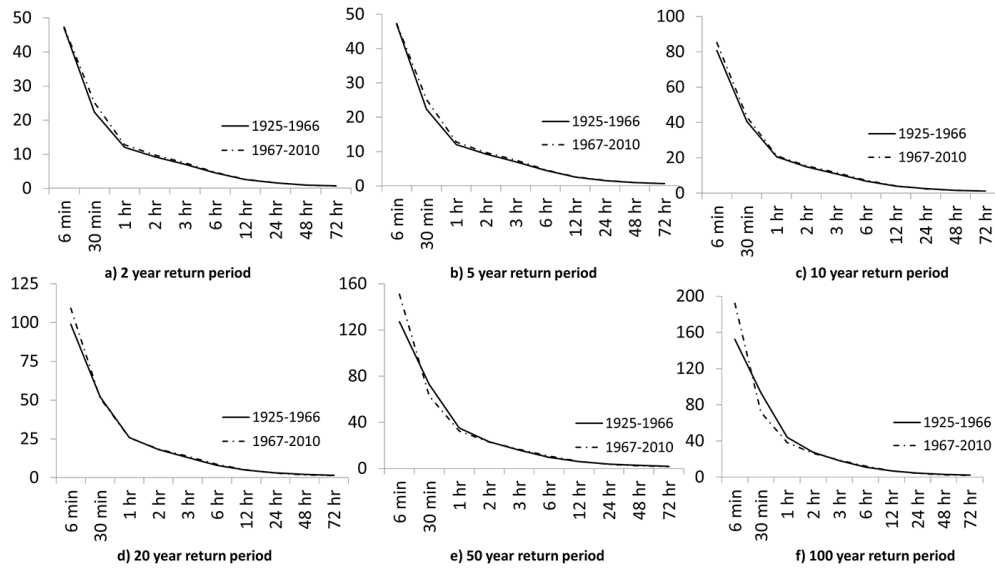 50
40
30
20
10
0
1925-1966
1967-2010
6 min
30 min
1 hr
2 hr
3 hr
6 hr
12 hr
24 hr
48 hr
72 hr
a) 2 year return period
50
40
30
20
10
0
1925-1966
1967-2010
6 min
30 min
1 hr
2 hr
3 hr
6 hr
12 hr
24 hr
48 hr
72 hr
b) 5 year return period
100
80
60
40
20
0
1925-1966
1967-2010
6 min
30 min
1 hr
2 hr
3 hr
6 hr
12 hr
24 hr
48 hr
72 hr
c) 10 year return period
125
100
75
50
25
0
1925-1966
1967-2010
6 min
30 min
1 hr
2 hr
3 hr
6 hr
12 hr
24 hr
48 hr
72 hr
d) 20 year return period
160
120
80
40
0
1925-1966
1967-2010
6 min
30 min
1 hr
2 hr
3 hr
6 hr
12 hr
24 hr
48 hr
72 hr
e) 50 year return period
200
160
120
80
40
0
1925-1966
1967-2010
6 min
30 min
1 hr
2 hr
3 hr
6 hr
12 hr
24 hr
48 hr
72 hr
f) 100 year return period